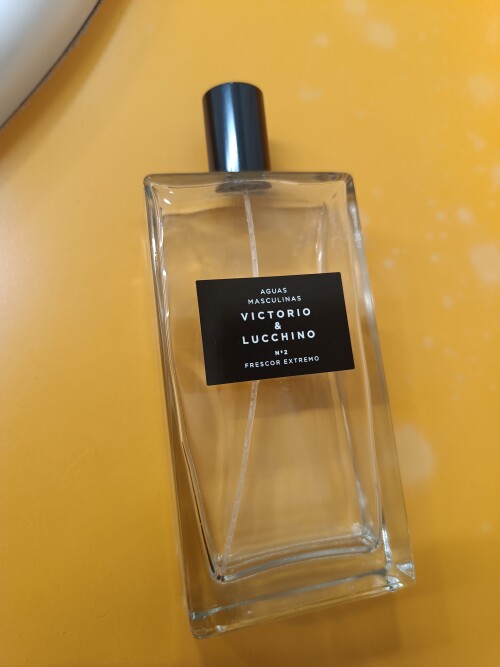 AGUAS
MASCULINAS
VICTORIO
&
LUCCHINO
Nº2
FRESCOR EXTREMO